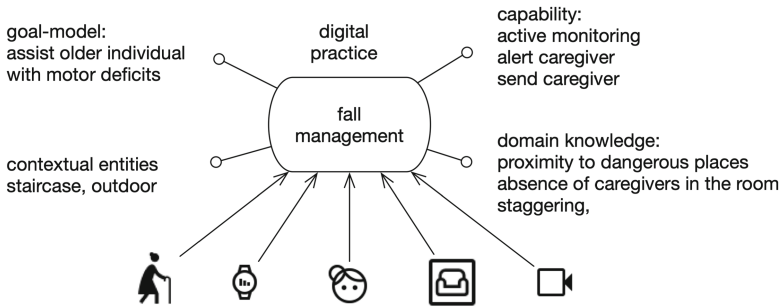 goal-model:
assist older individual
with motor deficits
digital
practice
capability:
active monitoring
alert caregiver
send caregiver
fall
management
contextual entities
staircase, outdoor
domain knowledge:
proximity to dangerous places
absence of caregivers in the room
staggering,